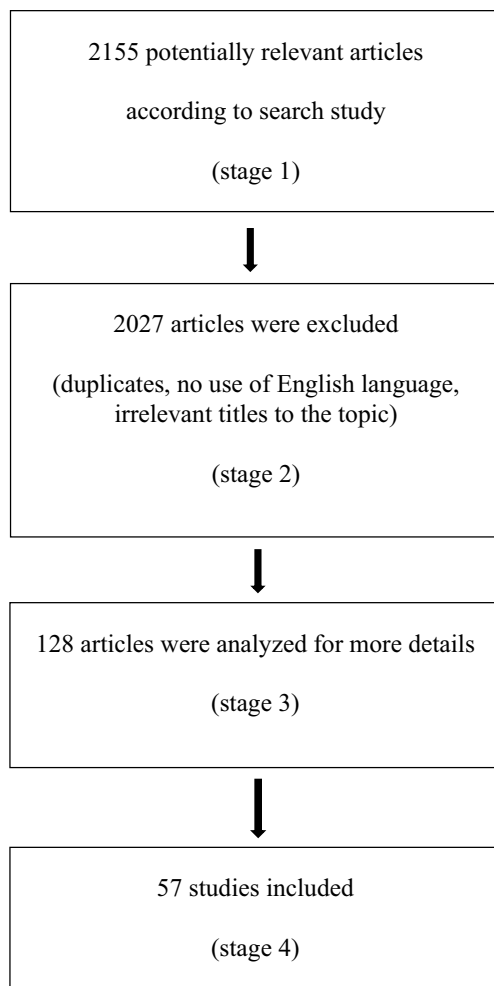 2155 potentially relevant articles
according to search study
(stage 1)
2027 articles were excluded
(duplicates, no use of English language,
irrelevant titles to the topic)
(stage 2)
128 articles were analyzed for more details
(stage 3)
57 studies included
(stage 4)